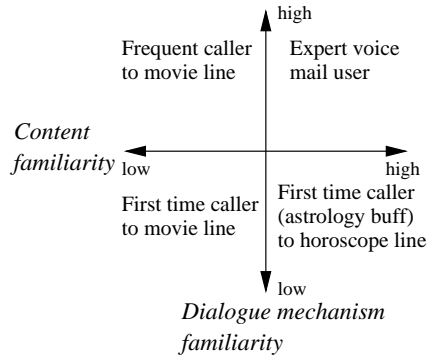 high
Frequent caller
to movie line
Expert voice
mail user
Content
familiarity
low
high
First time caller
to movie line
First time caller
(astrology buff)
to horoscope line
low
Dialogue mechanism
familiarity